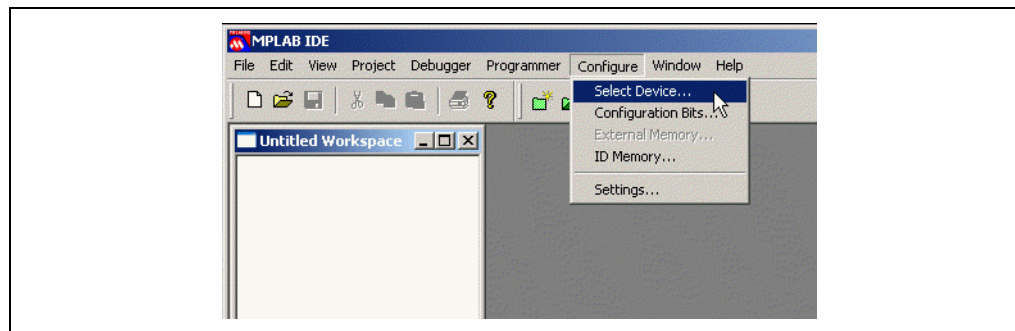 MPLAB IDE
File Edit View Project Debugger Programmer Configure Window Help
Select Device...
Configuration Bits...
External Memory...
ID Memory...
Settings...
Untitled Workspace